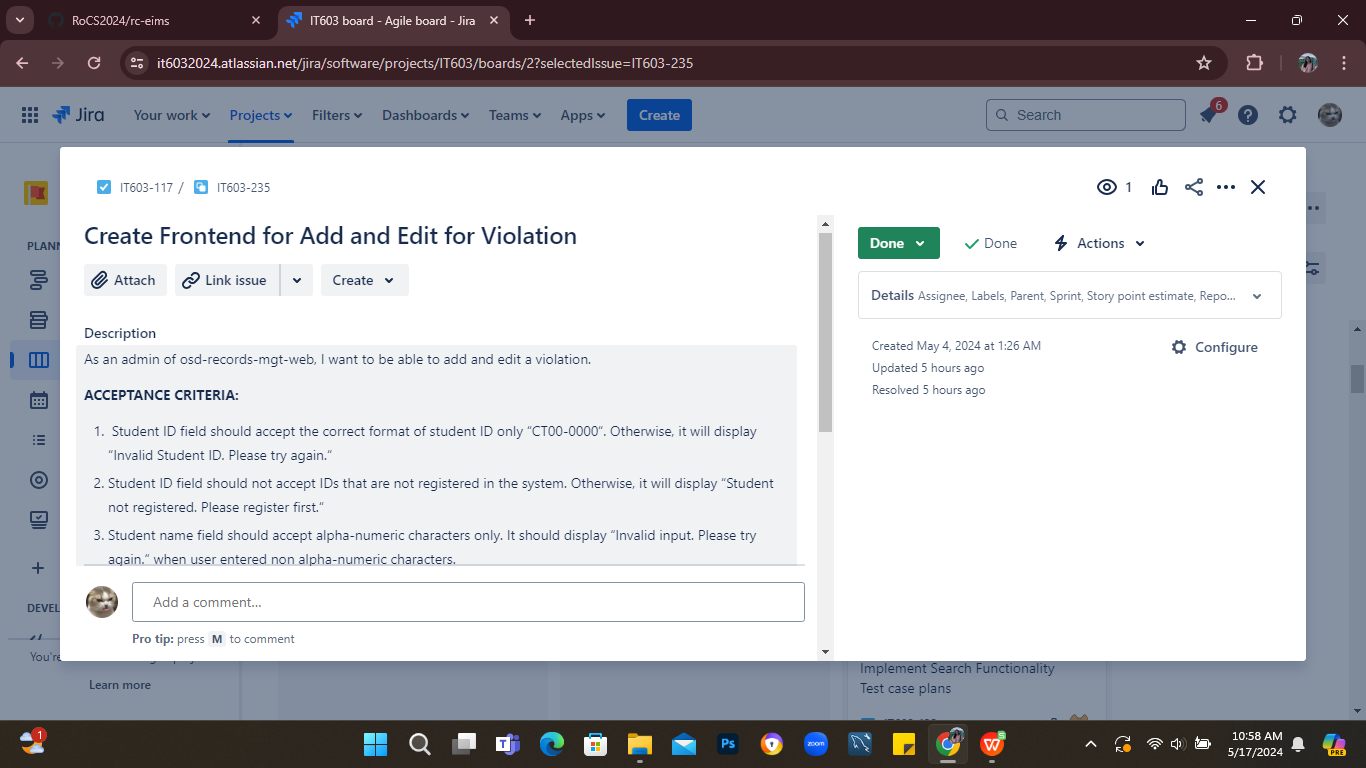 RoCS2024/rc-eims
IT603 board - Agile board - Jira
it6032024.atlassian.net/jira/software/projects/IT603/boards/2?selectedIssue=IT603-235
Jira
Your work
Projects
Filters
Dashboards
Teams
Apps
Create
Search
6
IT603-117 / IT603-235
1
Create Frontend for Add and Edit for Violation
Done
Done
Actions
PLANN
Attach
Link issue
Create
Details Assignee, Labels, Parent, Sprint, Story point estimate, Repo...
Description
As an admin of osd-records-mgt-web, I want to be able to add and edit a violation.
Created May 4, 2024 at 1:26 AM
Configure
Updated 5 hours ago
Resolved 5 hours ago
ACCEPTANCE CRITERIA:
1. Student ID field should accept the correct format of student ID only “CT00-0000“. Otherwise, it will display
“Invalid Student ID. Please try again.“
2. Student ID field should not accept IDs that are not registered in the system. Otherwise, it will display “Student
not registered. Please register first.“
3. Student name field should accept alpha-numeric characters only. It should display “Invalid input. Please try
again.“ when user entered non alpha-numeric characters.
Add a comment...
DEVEL
Pro tip: press M to comment
You're
Learn more
Implement Search Functionality
Test case plans
1
Ps
zoom
W
10:58 AM
5/17/2024
PRE